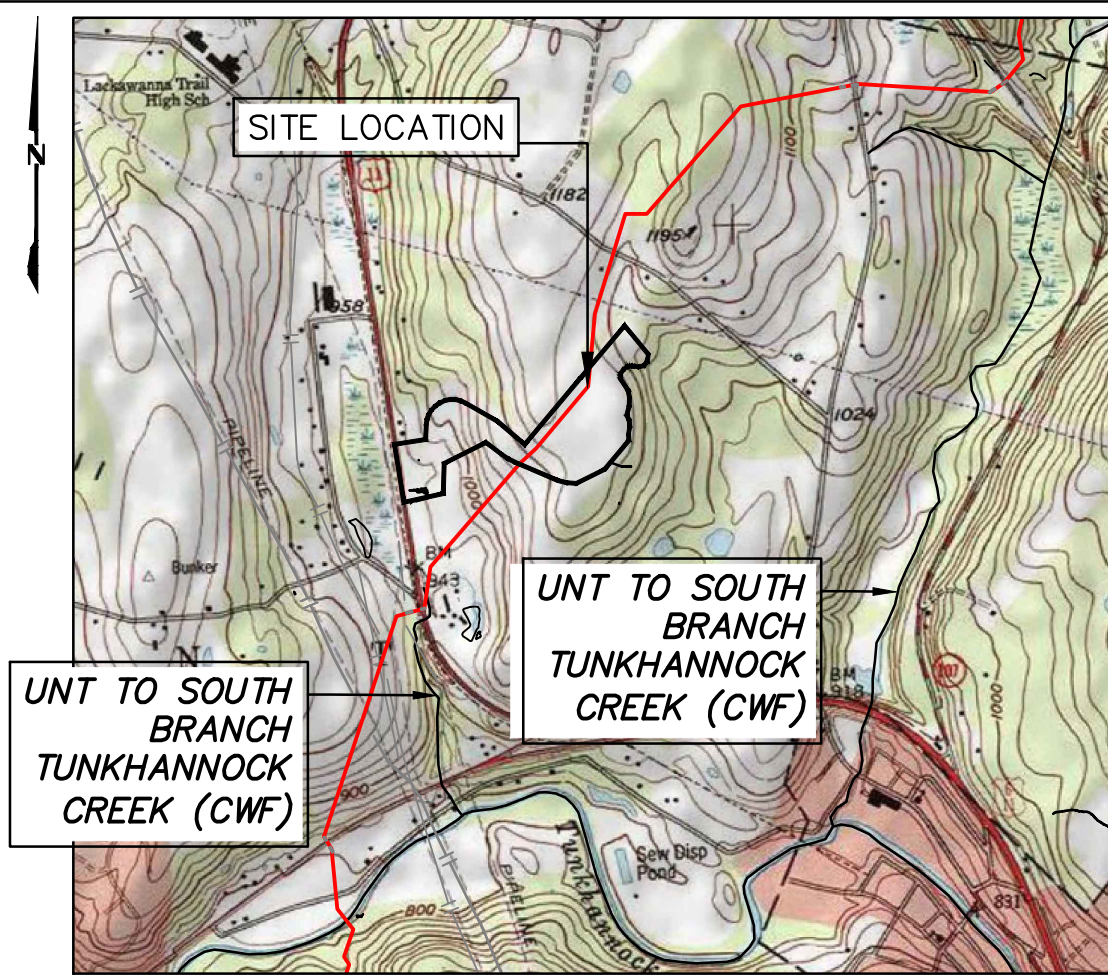 Lackawanna Trail
High Sch
SITE LOCATION
N
11
1182
1195
1100
958
1024
PIPELINE
1000
BM
943
Bunker
UNT TO SOUTH
BRANCH
TUNKHANNOCK
CREEK (CWF)
N
T
UNT TO SOUTH
BRANCH
TUNKHANNOCK
CREEK (CWF)
BM
918
107
1000
900
6
Sew Disp
Pond
Tunkhannock
PIPELINE
800
831